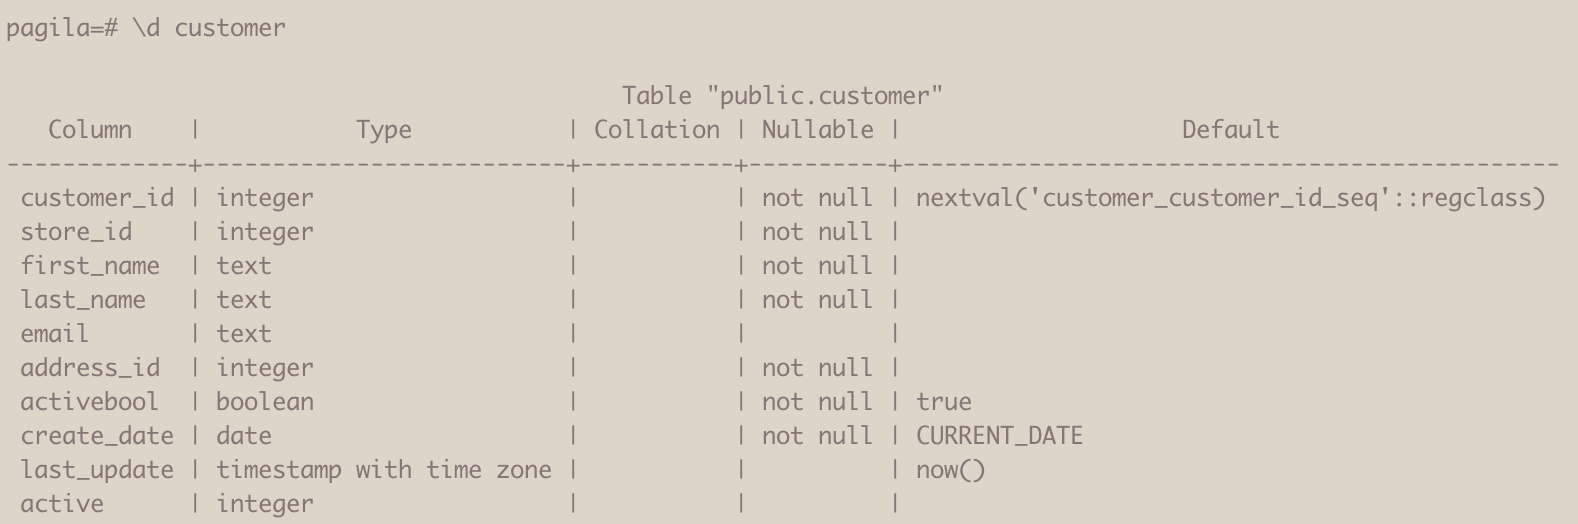 pagila=# \d customer
Table "public.customer"
Column | Type | Collation | Nullable | Default
-------------+--------------------------+-----------+----------+-----------------------------------------------
customer_id | integer | | not null | nextval('customer_customer_id_seq'::regclass)
store_id | integer | | not null |
first_name | text | | not null |
last_name | text | | not null |
email | text | | |
address_id | integer | | not null |
activebool | boolean | | not null | true
create_date | date | | not null | CURRENT_DATE
last_update | timestamp with time zone | | | now()
active | integer | | |